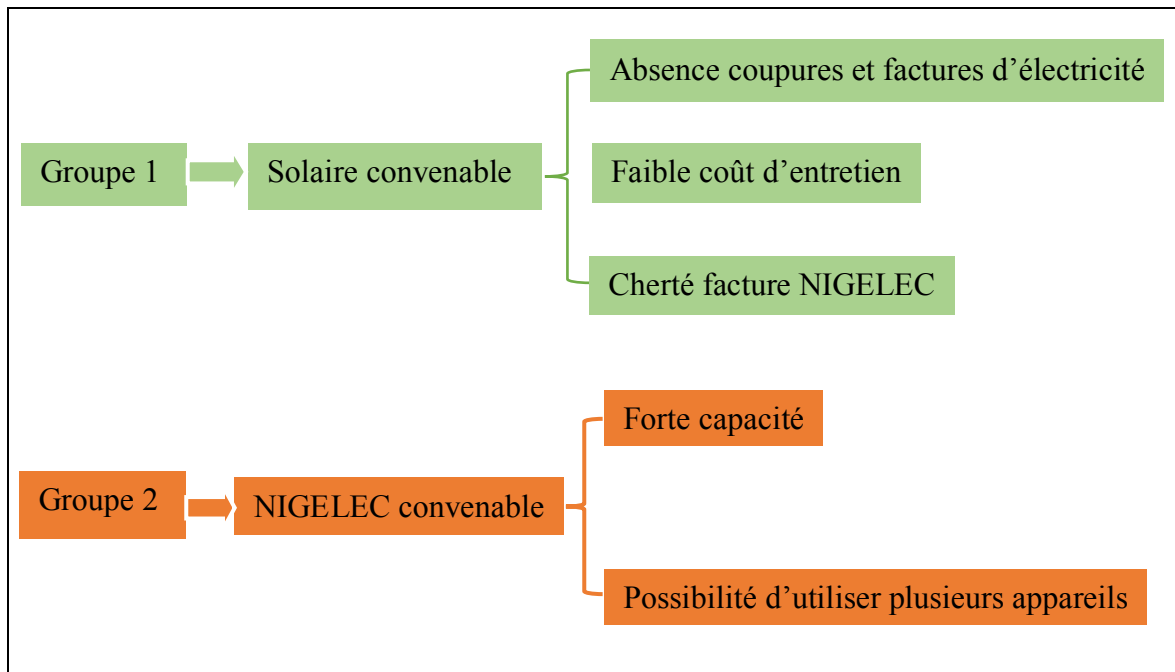 Absence coupures et factures d’électricité
Groupe 1
Solaire convenable
Faible coût d’entretien
Cherté facture NIGELEC
Forte capacité
Groupe 2
NIGELEC convenable
Possibilité d’utiliser plusieurs appareils